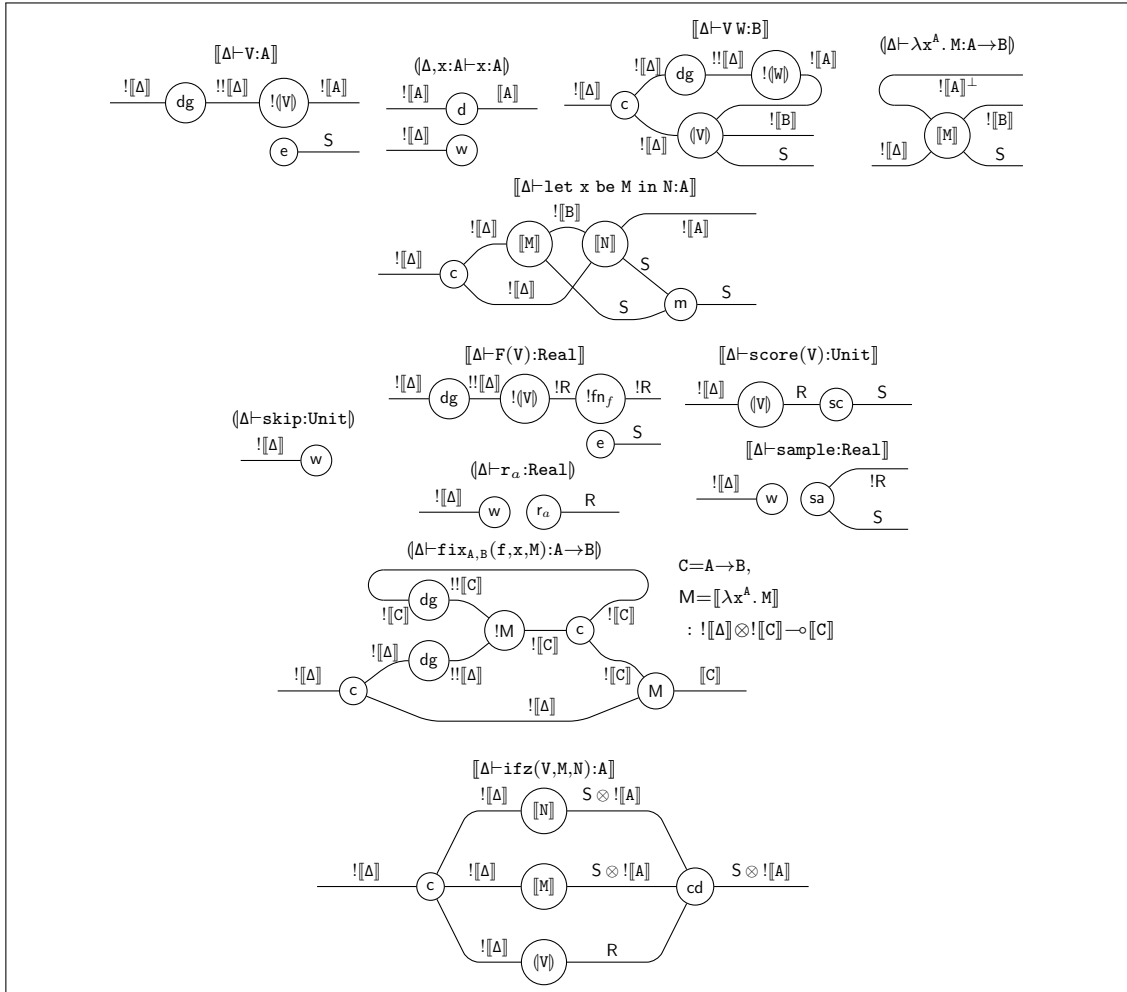 ⟦Δ⊢V:A⟧
!⟦Δ⟧ dg !!⟦Δ⟧ !⦇V⦈ !⟦A⟧
e S
⦇Δ,x:A⊢x:A⦈
!⟦A⟧ d ⟦A⟧
!⟦Δ⟧ w
⟦Δ⊢V W:B⟧
!⟦Δ⟧ dg !!⟦Δ⟧ !⦇W⦈ !⟦A⟧
!⟦Δ⟧ c
!⟦Δ⟧ ⦇V⦈ !⟦B⟧
S
⦇Δ⊢λx^A. M:A→B⦈
!⟦A⟧^⊥
!⟦Δ⟧ ⟦M⟧ !⟦B⟧
S
⟦Δ⊢let x be M in N:A⟧
!⟦Δ⟧ ⟦M⟧ !⟦B⟧ ⟦N⟧ !⟦A⟧
!⟦Δ⟧ c
!⟦Δ⟧ S
S m S
⟦Δ⊢F(V):Real⟧
!⟦Δ⟧ dg !!⟦Δ⟧ !⦇V⦈ !R !fn_f !R
e S
⟦Δ⊢score(V):Unit⟧
!⟦Δ⟧ ⦇V⦈ R sc S
⦇Δ⊢skip:Unit⦈
!⟦Δ⟧ w
⦇Δ⊢r_a:Real⦈
!⟦Δ⟧ w r_a R
⟦Δ⊢sample:Real⟧
!⟦Δ⟧ w sa !R
S
⦇Δ⊢fix_{A,B}(f,x,M):A→B⦈
!⟦C⟧ dg !!⟦C⟧
!M !⟦C⟧ c !⟦C⟧
!⟦Δ⟧ dg !!⟦Δ⟧
!⟦Δ⟧ c !⟦C⟧ M ⟦C⟧
!⟦Δ⟧
C=A→B,
M=⟦λx^A. M⟧
: !⟦Δ⟧⊗!⟦C⟧⊸⟦C⟧
⟦Δ⊢ifz(V,M,N):A⟧
!⟦Δ⟧ ⟦N⟧ S ⊗ !⟦A⟧
!⟦Δ⟧ c !⟦Δ⟧ ⟦M⟧ S ⊗ !⟦A⟧ cd S ⊗ !⟦A⟧
!⟦Δ⟧ ⦇V⦈ R